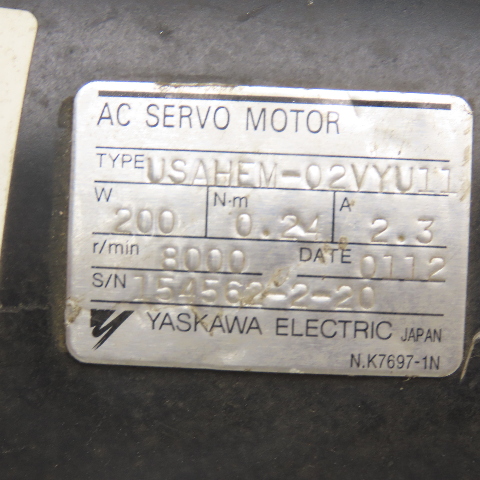 AC SERVO MOTOR
TYPE USAHEM-02VYU11
W 200 N·m 0.24 A 2.3
r/min 8000 DATE 0112
S/N 154562-2-20
YASKAWA ELECTRIC JAPAN
N.K7697-1N